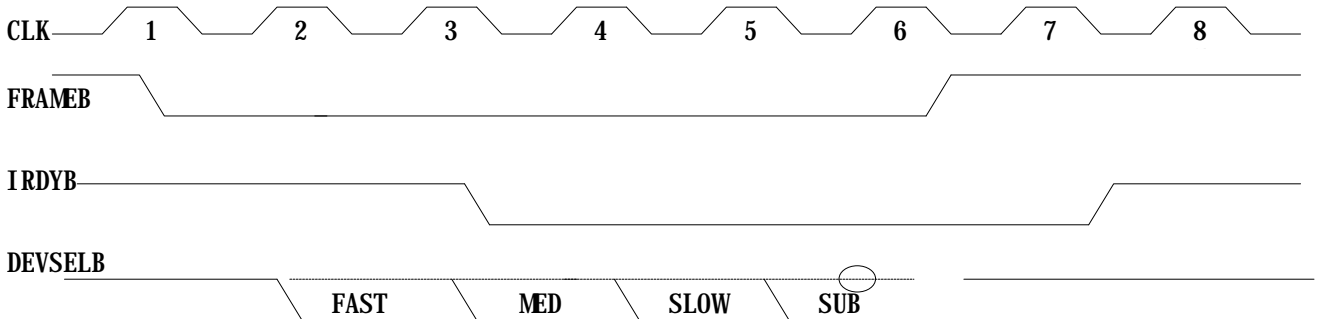 CLK 1 2 3 4 5 6 7 8
FRAMEB
IRDYB
DEVSELB
FAST MED SLOW SUB